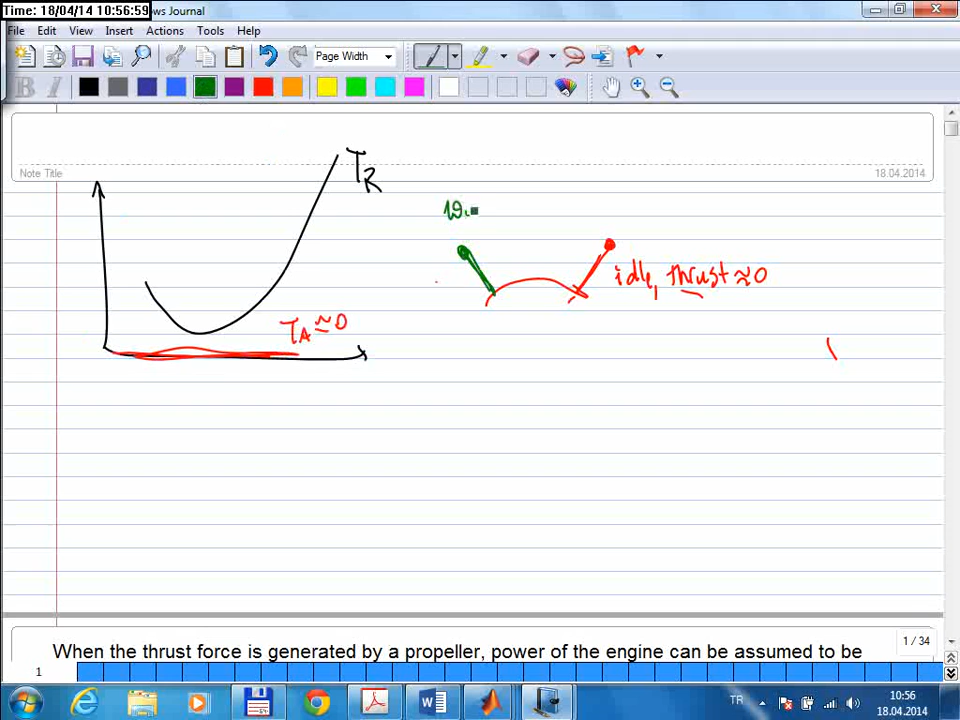 Time: 18/04/14 10:56:59
ws Journal
File Edit View Insert Actions Tools Help
Page Width
B I
Note Title
18.04.2014
TR
idle, thrust ≈ 0
TA ≈ 0
1 / 34
When the thrust force is generated by a propeller, power of the engine can be assumed to be
1
TR
10:56
18.04.2014